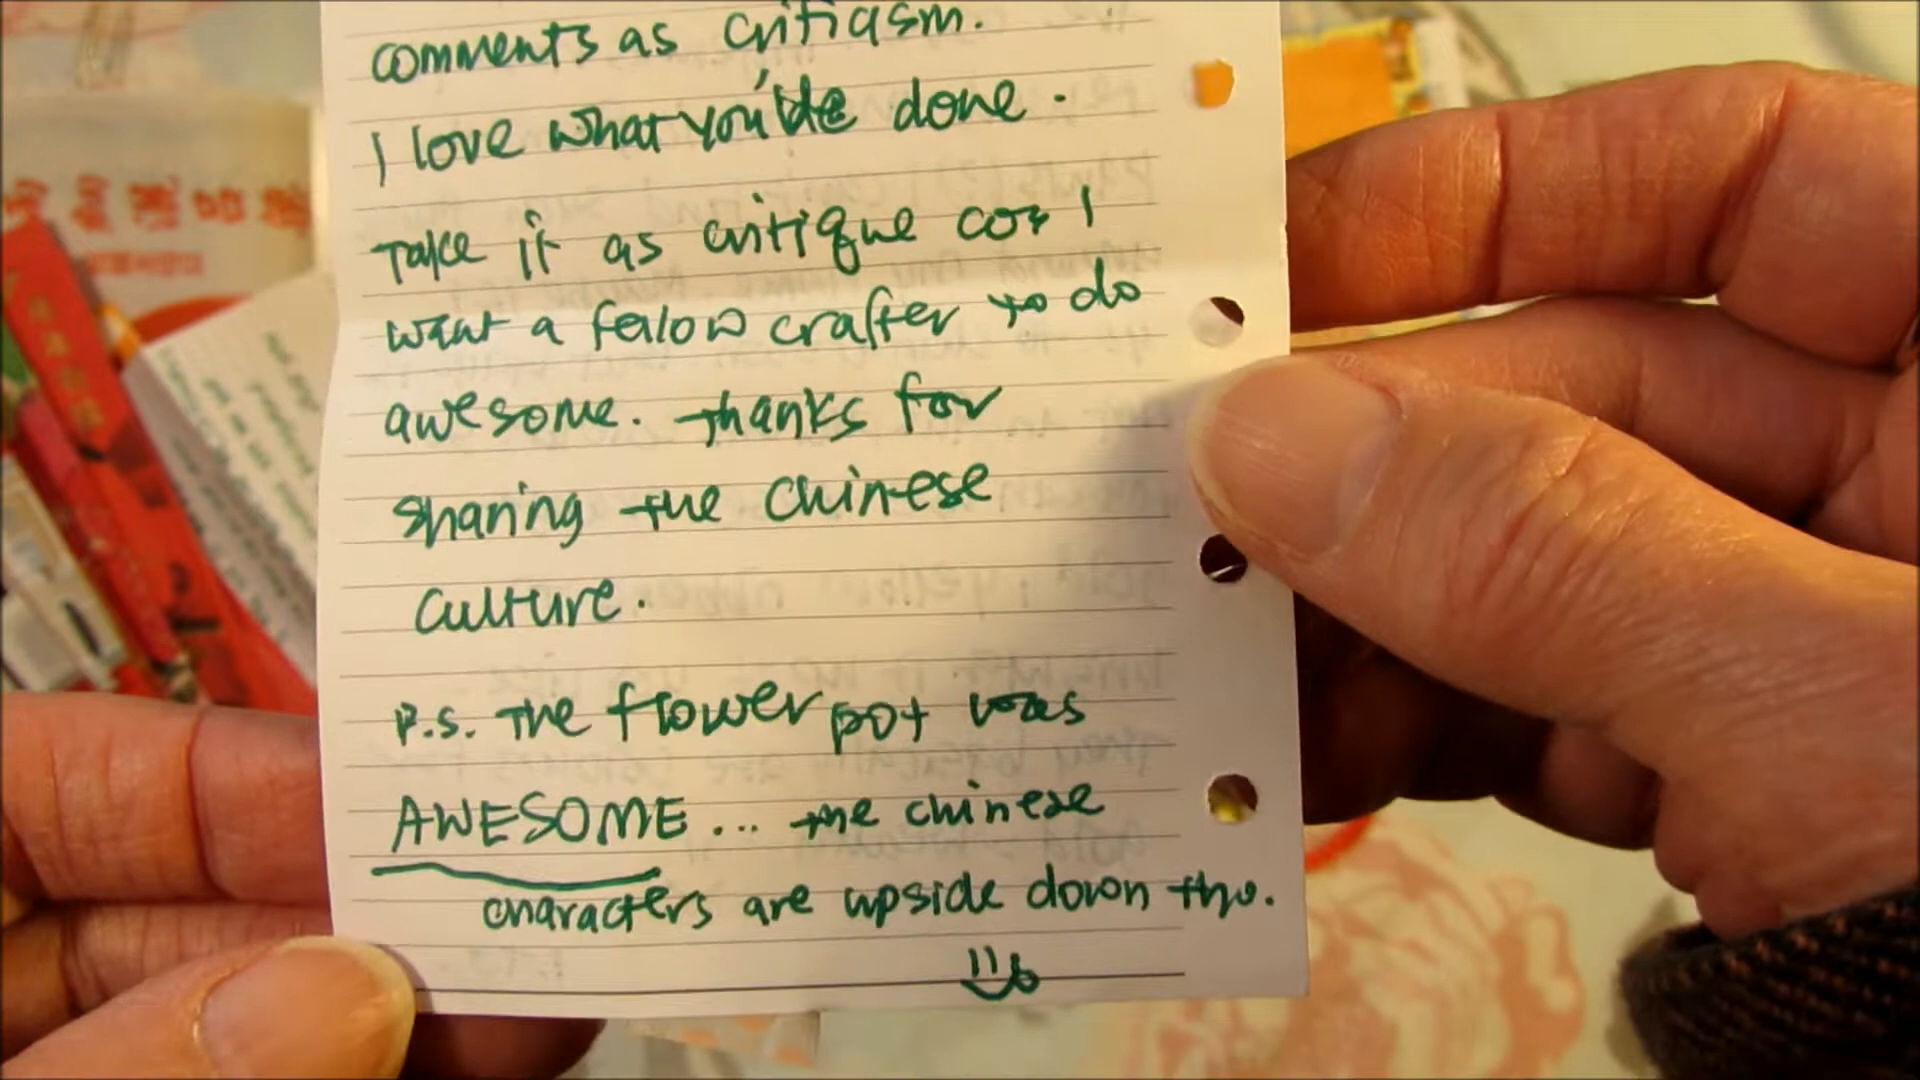 comments as critiasm.
I love what you've done.
Take it as critique cos I
want a fellow crafter to do
awesome. Thanks for
sharing the Chinese
culture.
P.S. The flower pot was
AWESOME... the chinese
characters are upside down tho.